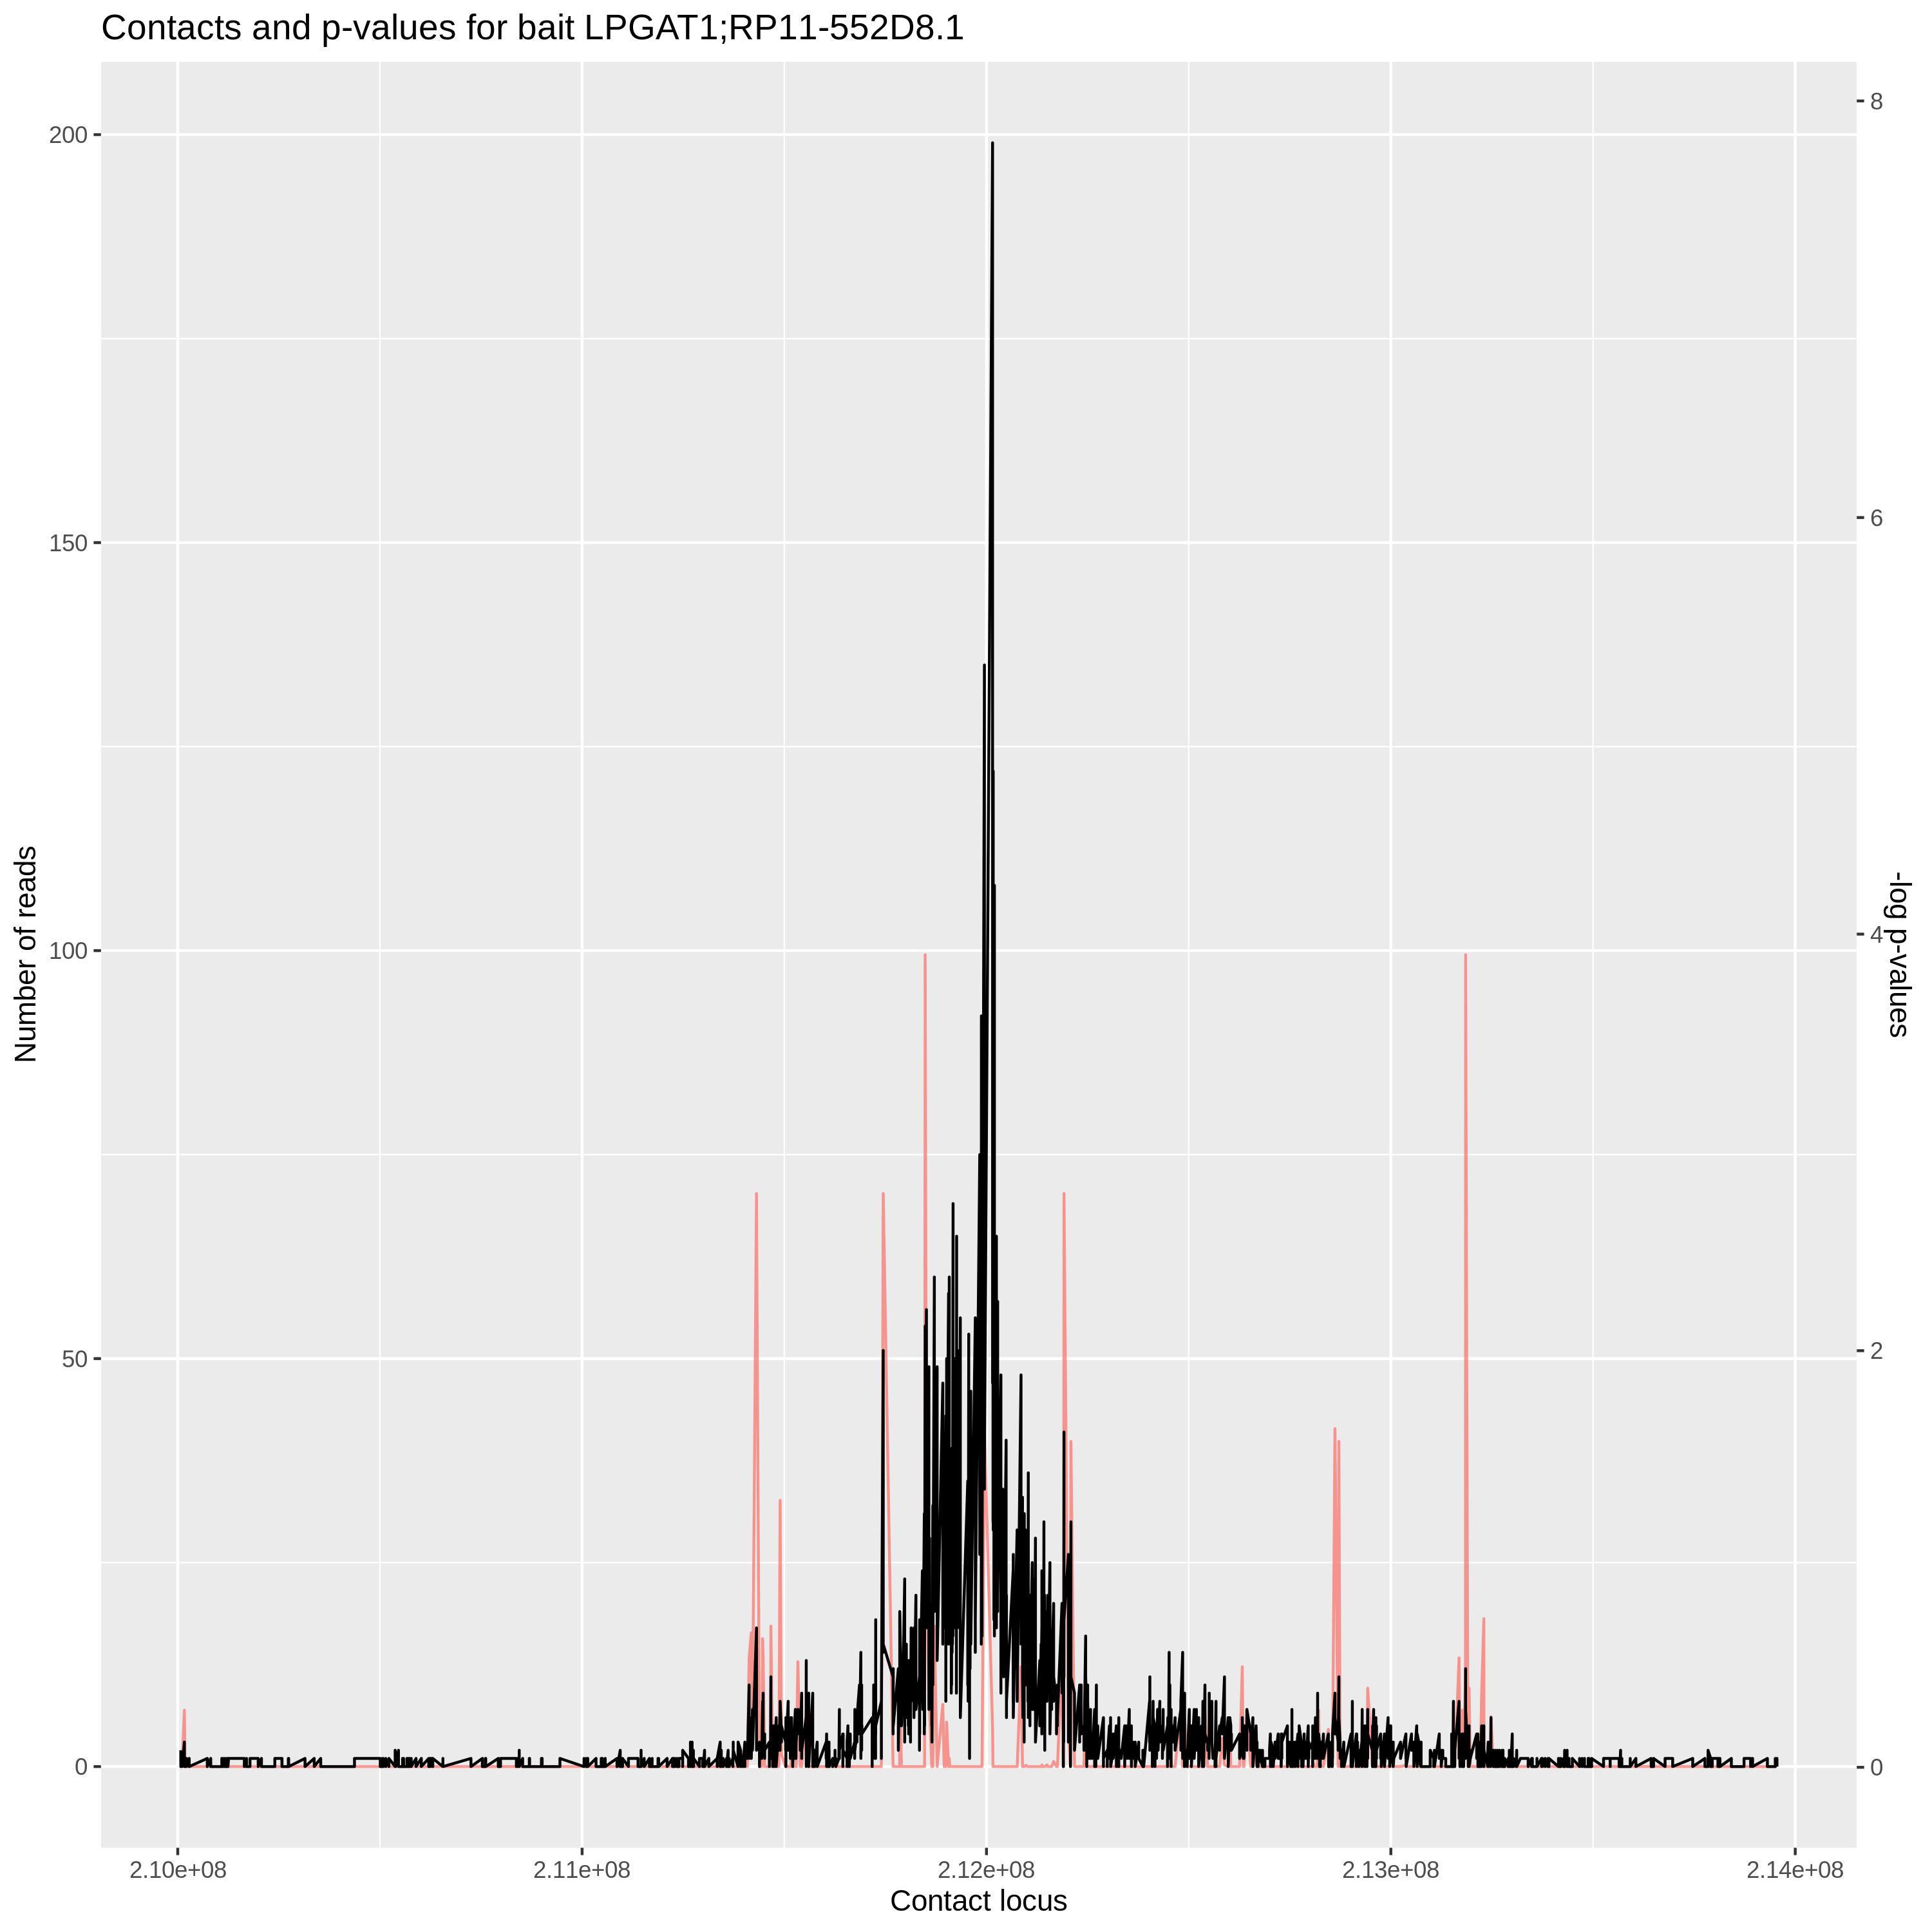 Contacts and p-values for bait LPGAT1;RP11-552D8.1
200
150
100
50
0
Number of reads
8
6
4
2
0
-log p-values
2.10e+08
2.11e+08
2.12e+08
2.13e+08
2.14e+08
Contact locus